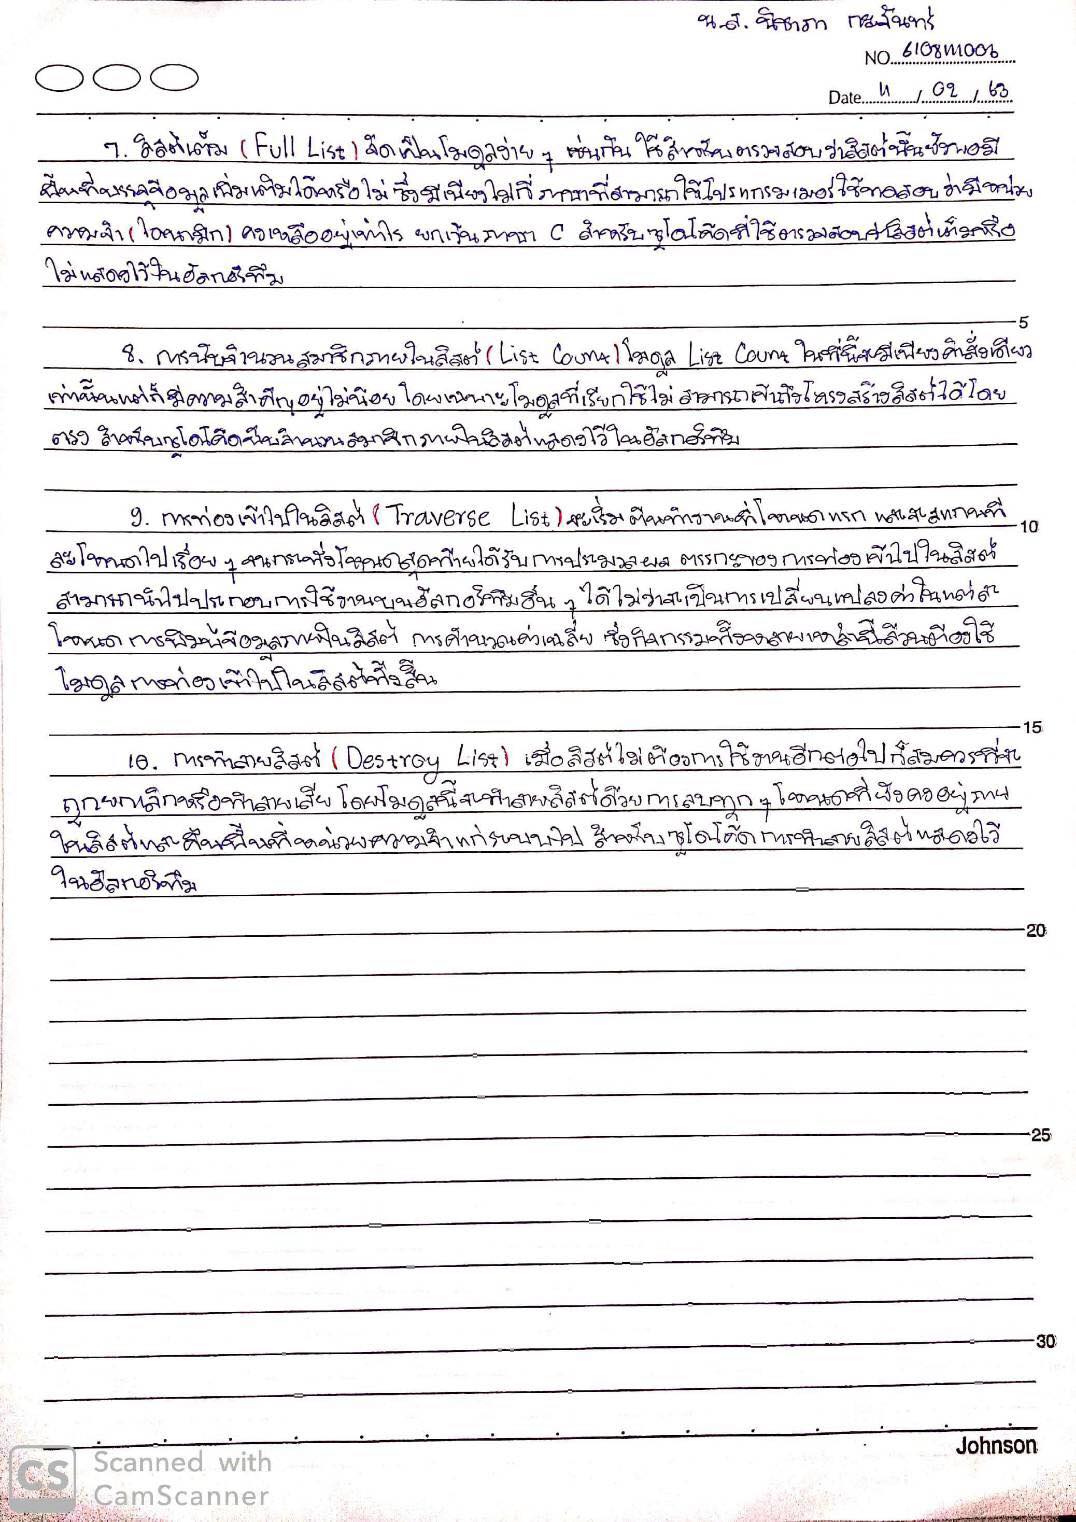 น.ส. นิชาภา กะจันทร์
NO. 6108111006
Date 11 / 02 / 63
7. ลิสต์เต็ม (Full List) จัดเป็นโมดูลง่าย ๆ เช่นกัน ใช้สำหรับตรวจสอบว่าลิสต์นั้นยังพอมี
พื้นที่บรรจุข้อมูลเพิ่มเติมได้หรือไม่ ซึ่งมีเพียงไม่กี่ภาษาที่สามารถให้โปรแกรมเมอร์ใช้ทดสอบว่ามีหน่วย
ความจำ (ไดนามิก) คงเหลืออยู่เท่าไร ยกเว้นภาษา C สำหรับซูโดโค้ดที่ใช้ตรวจสอบว่าลิสต์เต็มหรือ
ไม่แสดงไว้ในอัลกอริทึม
5
8. การนับจำนวนสมาชิกภายในลิสต์ (List Count) โมดูล List Count ในที่นี้จะมีเพียงคำสั่งเดียว
เท่านั้นแต่ก็มีความสำคัญอยู่ไม่น้อย โดยเฉพาะโมดูลที่เรียกใช้ไม่สามารถเข้าถึงโครงสร้างลิสต์ได้โดย
ตรง สำหรับซูโดโค้ดนับจำนวนสมาชิกภายในลิสต์แสดงไว้ในอัลกอริทึม
9. การท่องเข้าไปในลิสต์ (Traverse List) จะเริ่มต้นทำงานที่โหนดแรก และสแกนที
10
ละโหนดไปเรื่อย ๆ จนกระทั่งโหนดสุดท้ายได้รับการประมวลผล ตรรกะของการท่องเข้าไปในลิสต์
สามารถนำไปประกอบการใช้งานบนอัลกอริทึมอื่น ๆ ได้ ไม่ว่าจะเป็นการเปลี่ยนแปลงค่าในแต่ละ
โหนด การพิมพ์ข้อมูลภายในลิสต์ การคำนวณค่าเฉลี่ย ซึ่งกิจกรรมทั้งหลายเหล่านี้ล้วนต้องใช้
โมดูลการท่องเข้าไปในลิสต์ทั้งสิ้น
15
10. การทำลายลิสต์ (Destroy List) เมื่อลิสต์ไม่ต้องการใช้งานอีกต่อไป ก็สมควรที่จะ
ถูกยกเลิกหรือทำลายเสีย โดยโมดูลนี้จะทำลายลิสต์ด้วยการลบทุก ๆ โหนดที่ยังคงอยู่ภาย
ในลิสต์และคืนพื้นที่หน่วยความจำแก่ระบบไป สำหรับซูโดโค้ดการทำลายลิสต์แสดงไว้
ในอัลกอริทึม
20
25
30
Johnson
CS Scanned with
CamScanner